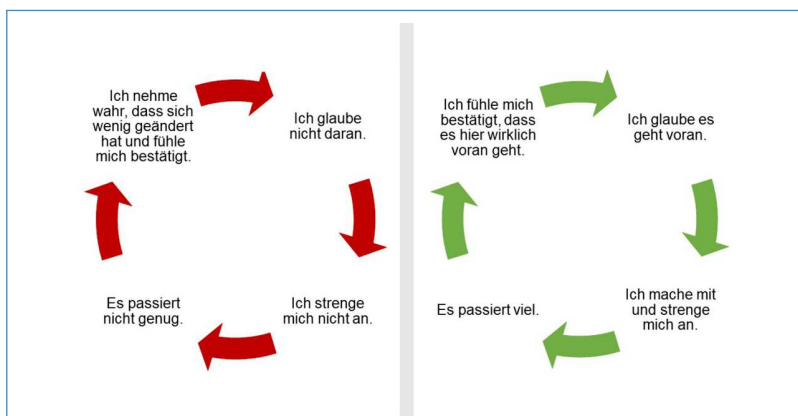 Ich nehme
wahr, dass sich
wenig geändert
hat und fühle
mich bestätigt.
Ich glaube
nicht daran.
Ich strenge
mich nicht an.
Es passiert
nicht genug.
Ich fühle mich
bestätigt, dass
es hier wirklich
voran geht.
Ich glaube es
geht voran.
Ich mache mit
und strenge
mich an.
Es passiert viel.